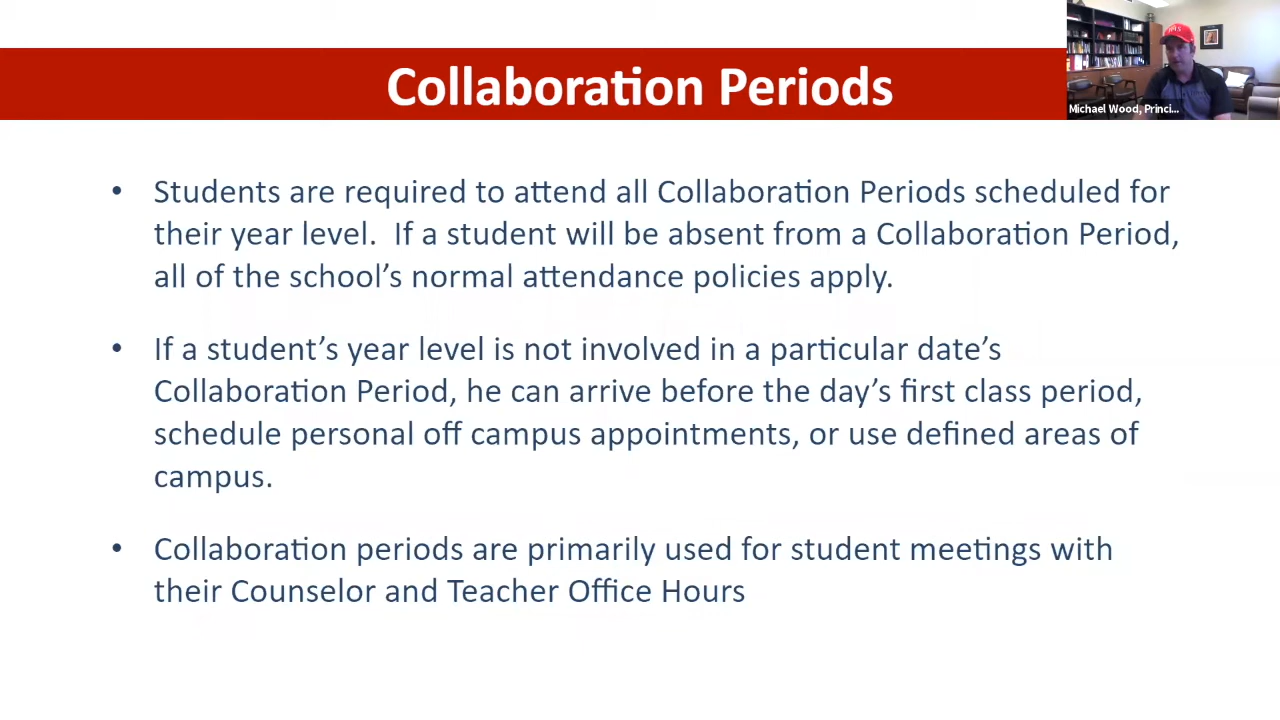 Collaboration Periods
Michael Wood, Princi...
• Students are required to attend all Collaboration Periods scheduled for
their year level.  If a student will be absent from a Collaboration Period,
all of the school's normal attendance policies apply.
• If a student's year level is not involved in a particular date's
Collaboration Period, he can arrive before the day's first class period,
schedule personal off campus appointments, or use defined areas of
campus.
• Collaboration periods are primarily used for student meetings with
their Counselor and Teacher Office Hours